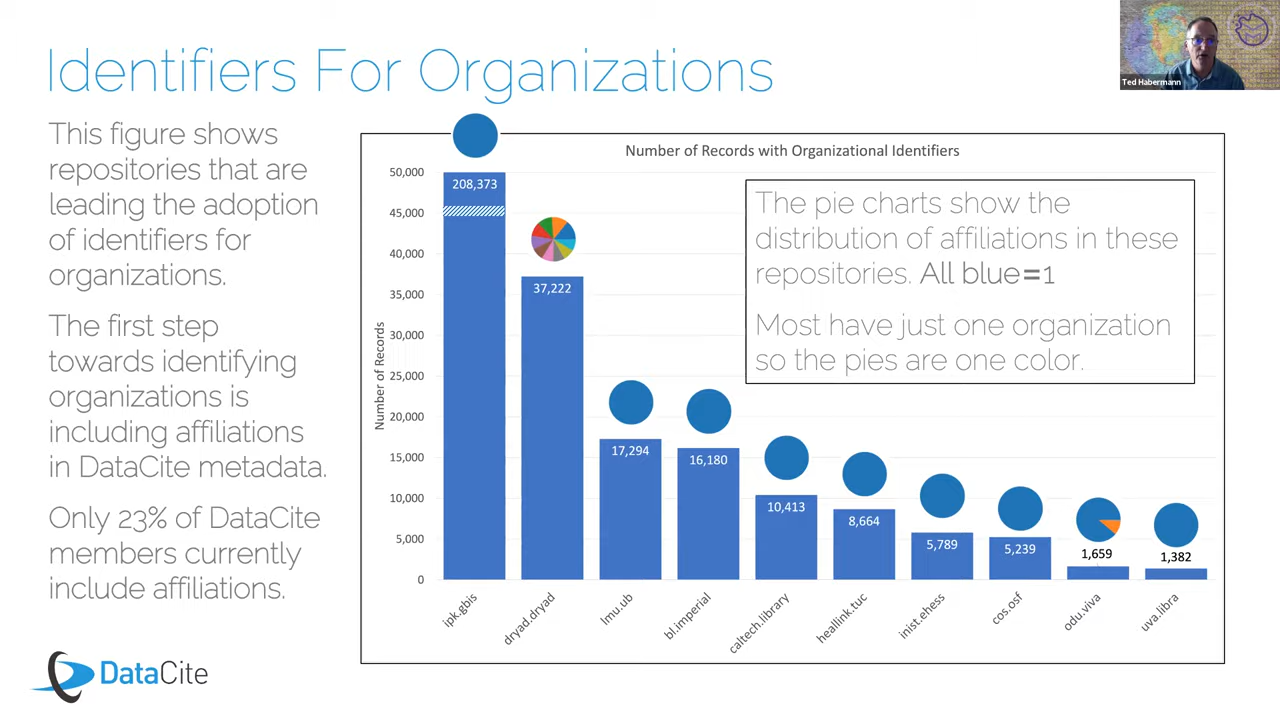 Identifiers For Organizations
Ted Habermann
This figure shows
repositories that are
leading the adoption
of identifiers for
organizations.
The first step
towards identifying
organizations is
including affiliations
in DataCite metadata.
Only 23% of DataCite
members currently
include affiliations.
DataCite
Number of Records with Organizational Identifiers
The pie charts show the
distribution of affiliations in these
repositories. All blue=1
Most have just one organization
so the pies are one color.
Number of Records
50,000
45,000
40,000
35,000
30,000
25,000
20,000
15,000
10,000
5,000
0
208,373
37,222
17,294
16,180
10,413
8,664
5,789
5,239
1,659
1,382
ipk.gbis
dryad.dryad
lmu.ub
bl.imperial
caltech.library
heallink.tuc
inist.ehess
cos.osf
odu.viva
uva.libra